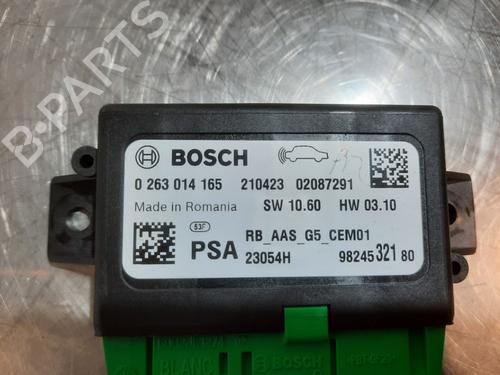 B-PARTS
BOSCH
0 263 014 165 210423 02087291
Made in Romania SW 10.60 HW 03.10
53F
PSA RB_AAS_G5_CEM01
23054H 98245 321 80
BLANC BOSCH